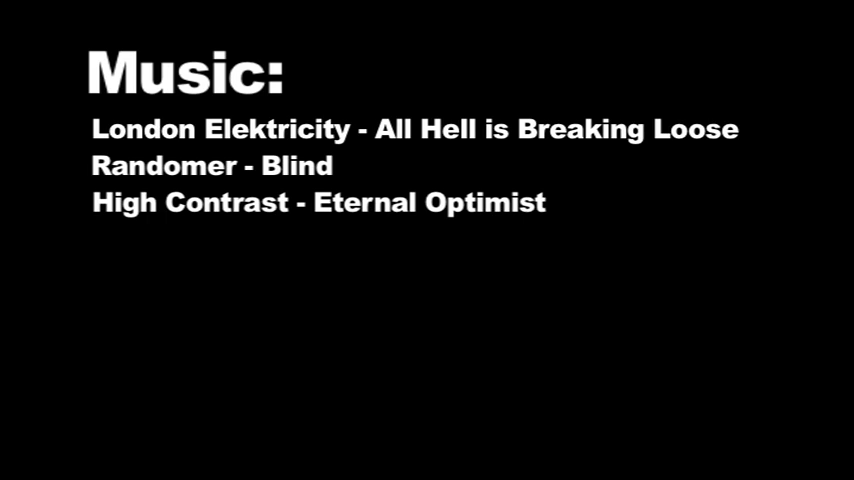 Music:
London Elektricity - All Hell is Breaking Loose
Randomer - Blind
High Contrast - Eternal Optimist